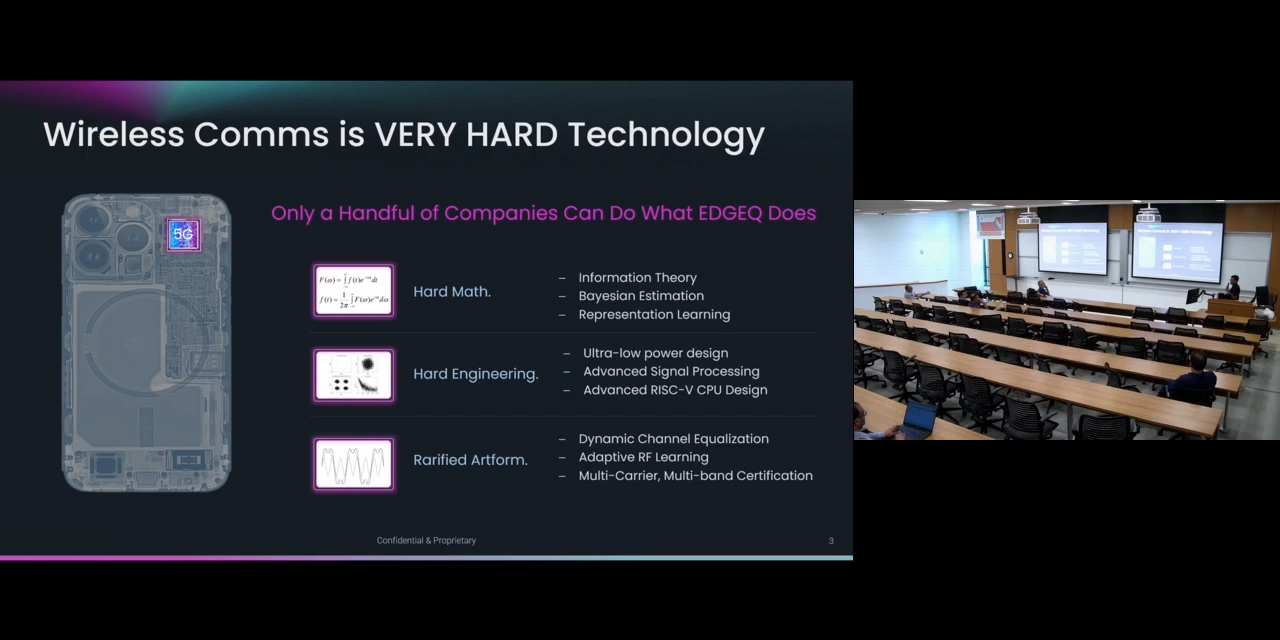 Wireless Comms is VERY HARD Technology
Only a Handful of Companies Can Do What EDGEQ Does
5G
Hard Math.
– Information Theory
– Bayesian Estimation
– Representation Learning
Hard Engineering.
– Ultra-low power design
– Advanced Signal Processing
– Advanced RISC-V CPU Design
Rarified Artform.
– Dynamic Channel Equalization
– Adaptive RF Learning
– Multi-Carrier, Multi-band Certification
Confidential & Proprietary
3